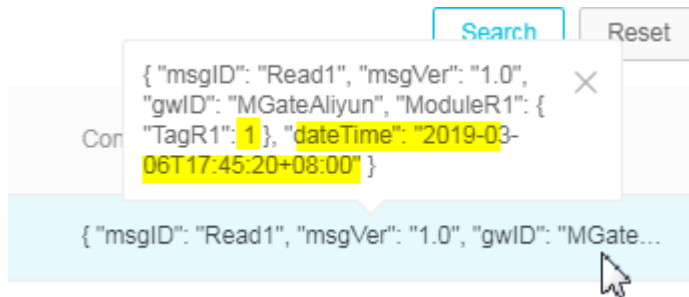 Search Reset
{ "msgID": "Read1", "msgVer": "1.0",
"gwID": "MGateAliyun", "ModuleR1": {
"TagR1": 1 }, "dateTime": "2019-03-
06T17:45:20+08:00" }
Con
{ "msgID": "Read1", "msgVer": "1.0", "gwID": "MGate...